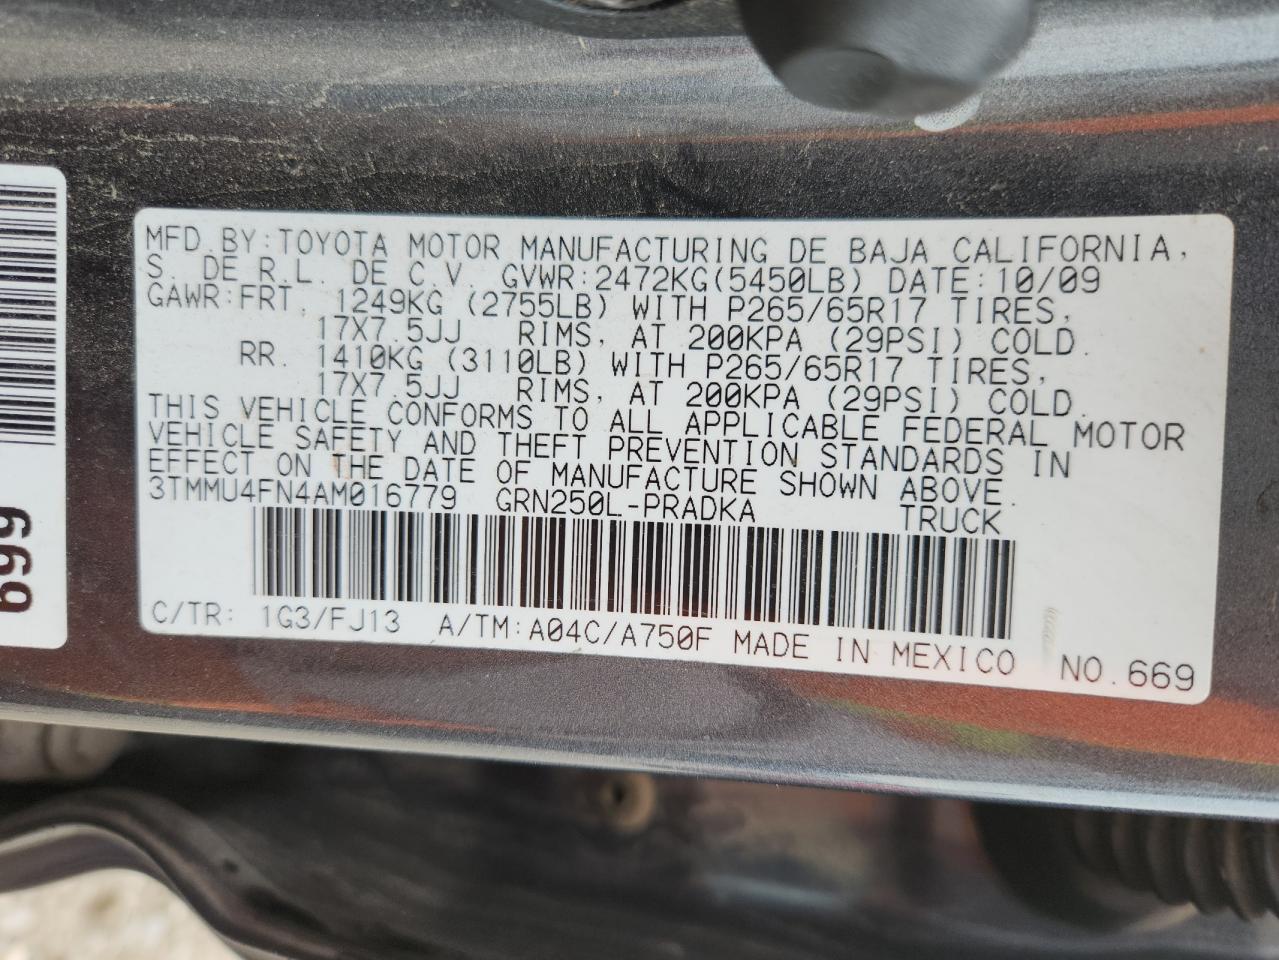 MFD. BY:TOYOTA MOTOR MANUFACTURING DE BAJA CALIFORNIA,
S. DE R.L. DE C.V. GVWR:2472KG(5450LB) DATE:10/09
GAWR:FRT. 1249KG (2755LB) WITH P265/65R17 TIRES,
17X7.5JJ RIMS, AT 200KPA (29PSI) COLD.
RR. 1410KG (3110LB) WITH P265/65R17 TIRES,
17X7.5JJ RIMS, AT 200KPA (29PSI) COLD.
THIS VEHICLE CONFORMS TO ALL APPLICABLE FEDERAL MOTOR
VEHICLE SAFETY AND THEFT PREVENTION STANDARDS IN
EFFECT ON THE DATE OF MANUFACTURE SHOWN ABOVE.
3TMMU4FN4AM016779 GRN250L-PRADKA TRUCK
C/TR: 1G3/FJ13 A/TM:A04C/A750F MADE IN MEXICO NO.669
699